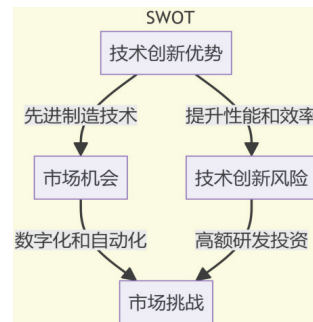 SWOT
技术创新优势
先进制造技术
提升性能和效率
市场机会
技术创新风险
数字化和自动化
高额研发投资
市场挑战